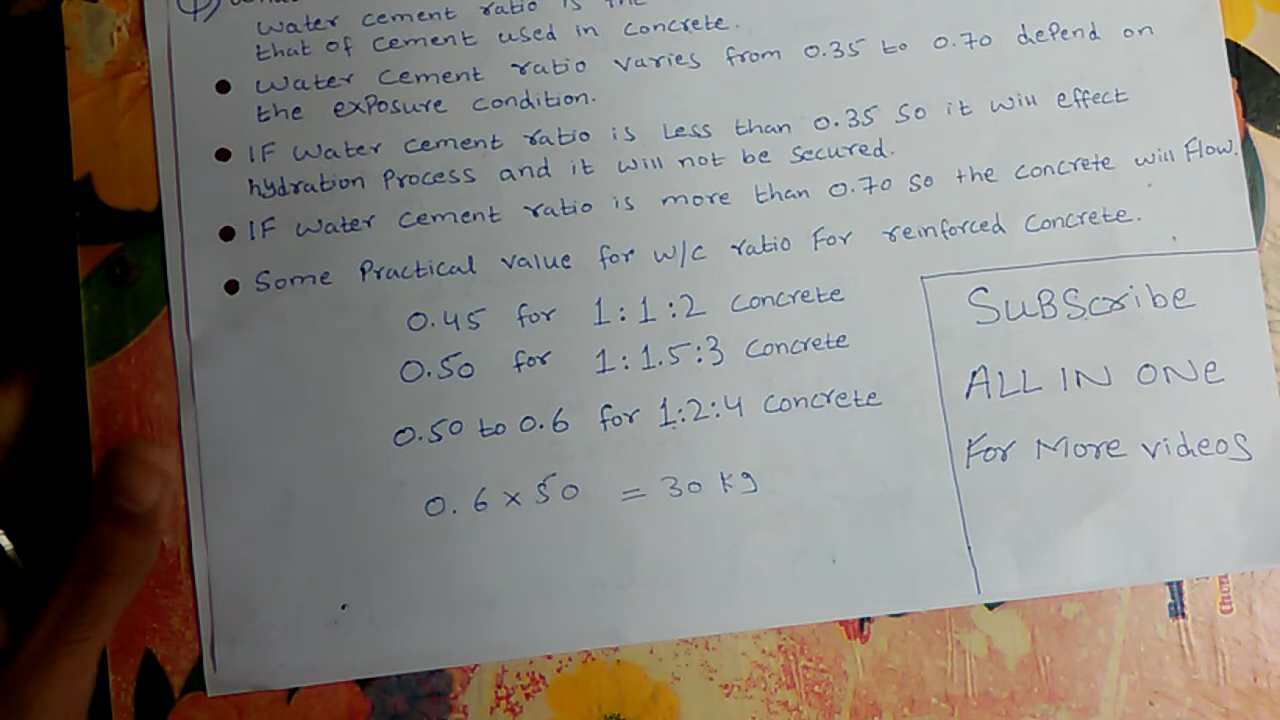 Water cement ratio is the
that of cement used in concrete.
Water cement ratio varies from 0.35 to 0.70 depend on
the exposure condition.
IF Water cement ratio is Less than 0.35 so it will effect
hydration Process and it will not be secured.
IF Water cement ratio is more than 0.70 so the concrete will Flow.
Some Practical value for w/c ratio For reinforced concrete.
0.45 for 1:1:2 concrete
0.50 for 1:1.5:3 concrete
0.50 to 0.6 for 1:2:4 concrete
0.6 x 50 = 30 kg
SUBScribe
ALL IN ONE
For More videos